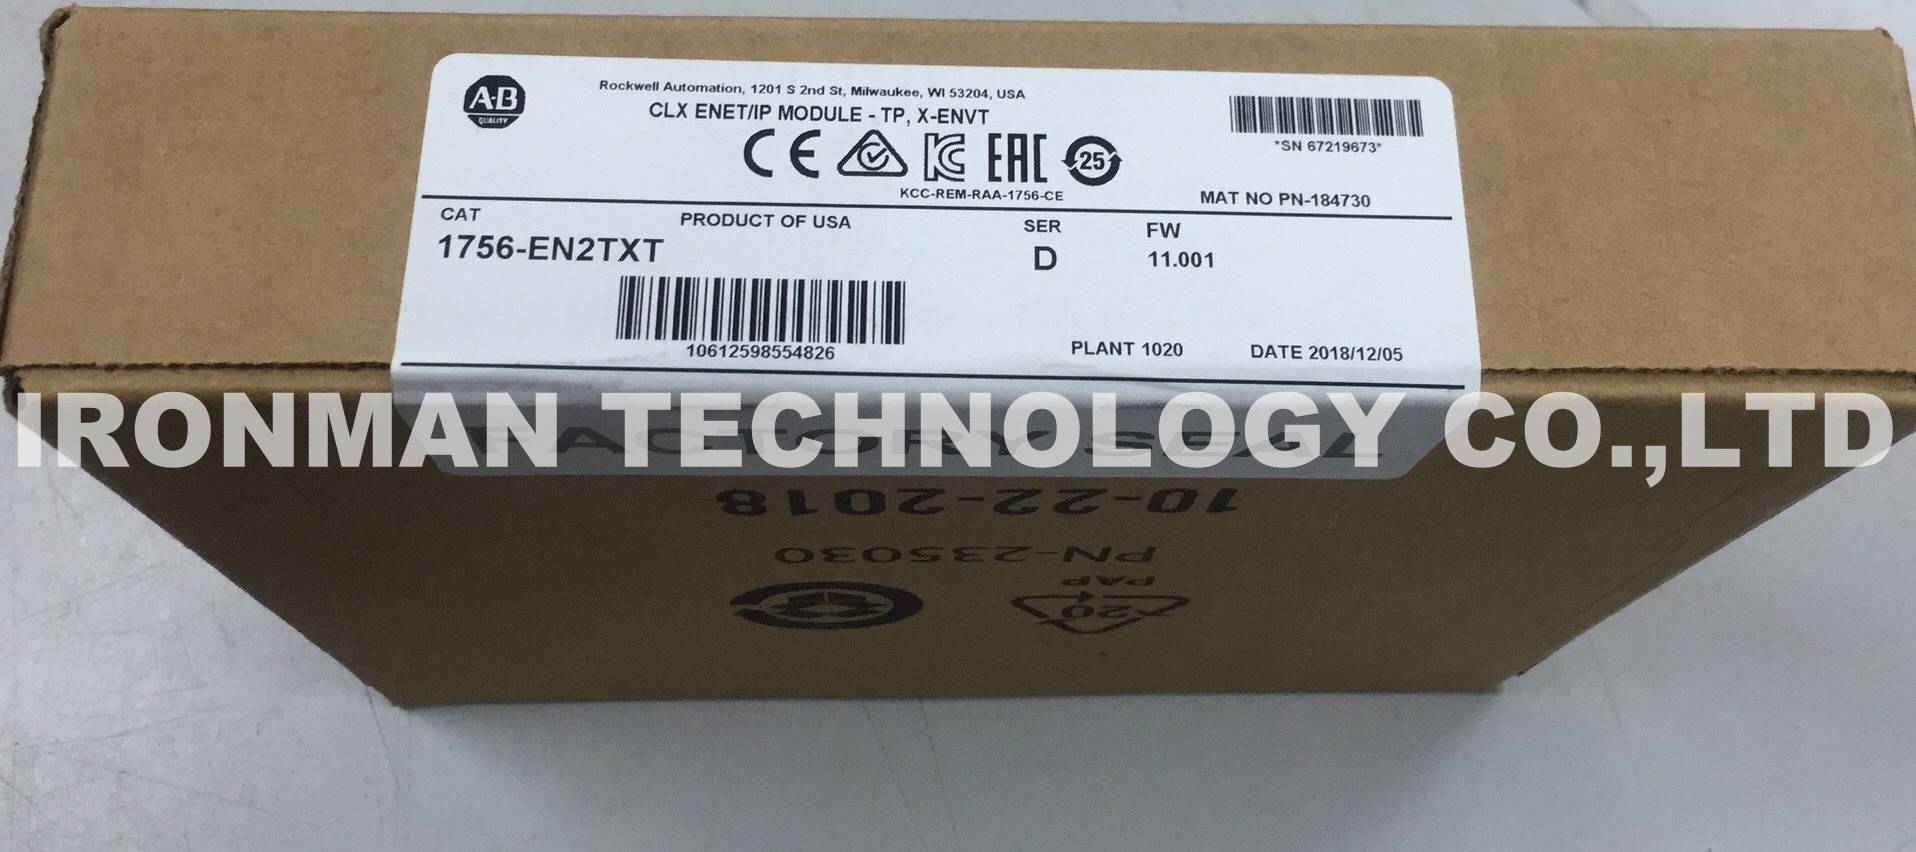 A-B
QUALITY
Rockwell Automation, 1201 S 2nd St, Milwaukee, WI 53204, USA
CLX ENET/IP MODULE - TP, X-ENVT
CE
KC
EAC
25
KCC-REM-RAA-1756-CE
*SN 67219673*
MAT NO PN-184730
CAT
PRODUCT OF USA
SER
FW
1756-EN2TXT
D
11.001
10612598554826
PLANT 1020
DATE 2018/12/05
IRONMAN TECHNOLOGY CO.,LTD
FACTORY SEAL
10-22-2018
PN-235030
PAP
20